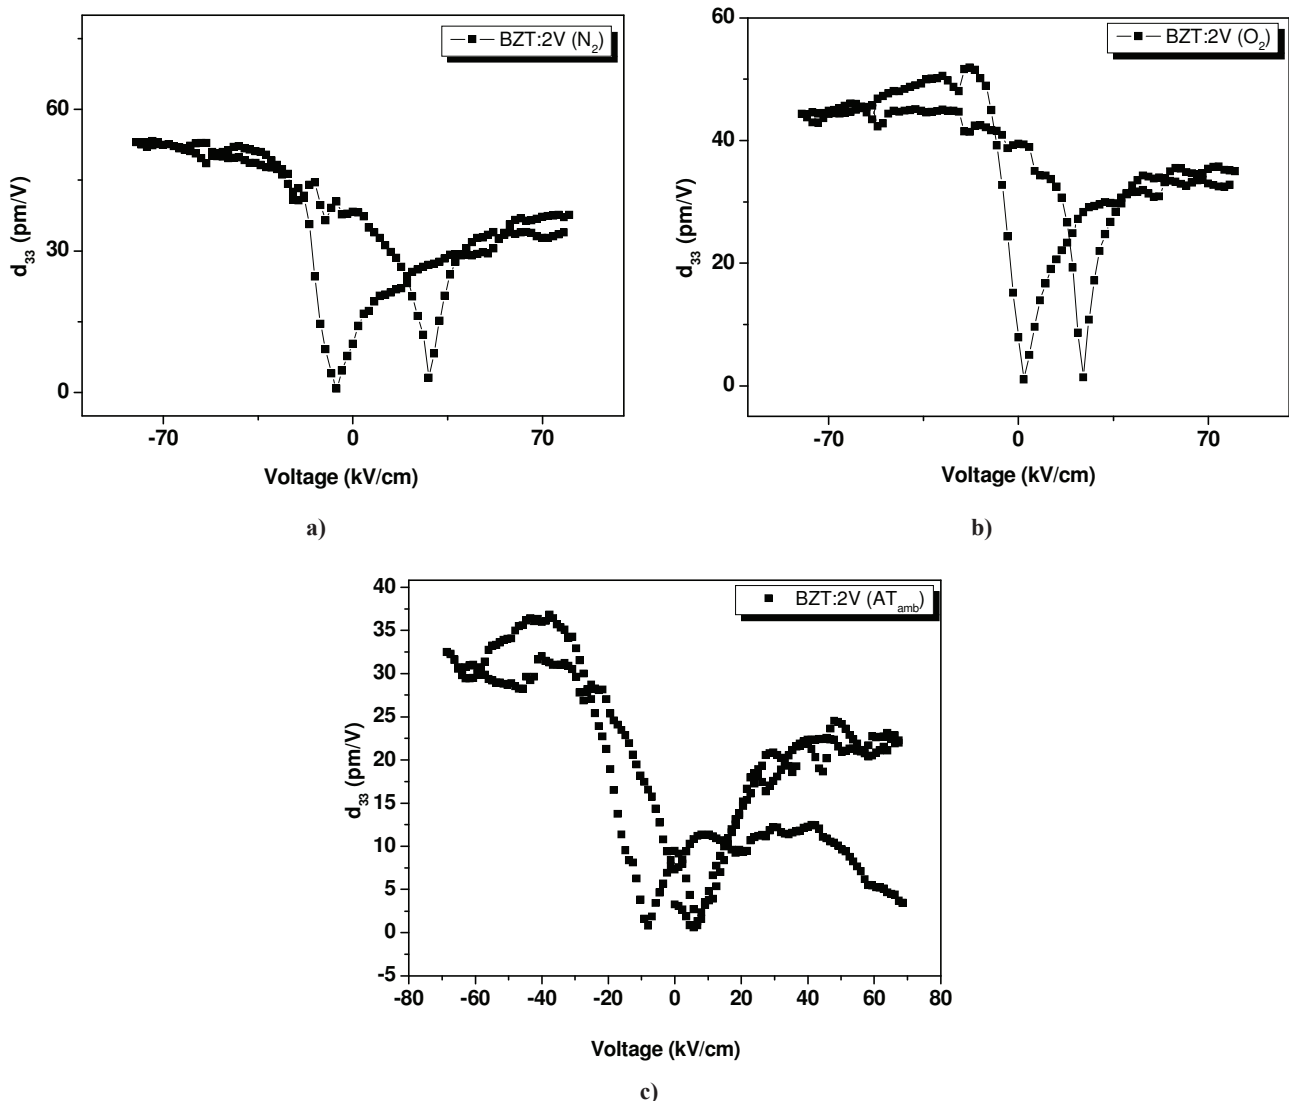 BZT:2V (N2)
60
30
0
d33 (pm/V)
-70 0 70
Voltage (kV/cm)
a)
BZT:2V (O2)
60
40
20
0
d33 (pm/V)
-70 0 70
Voltage (kV/cm)
b)
BZT:2V (ATamb)
40
35
30
25
20
15
10
5
0
-5
d33 (pm/V)
-80 -60 -40 -20 0 20 40 60 80
Voltage (kV/cm)
c)